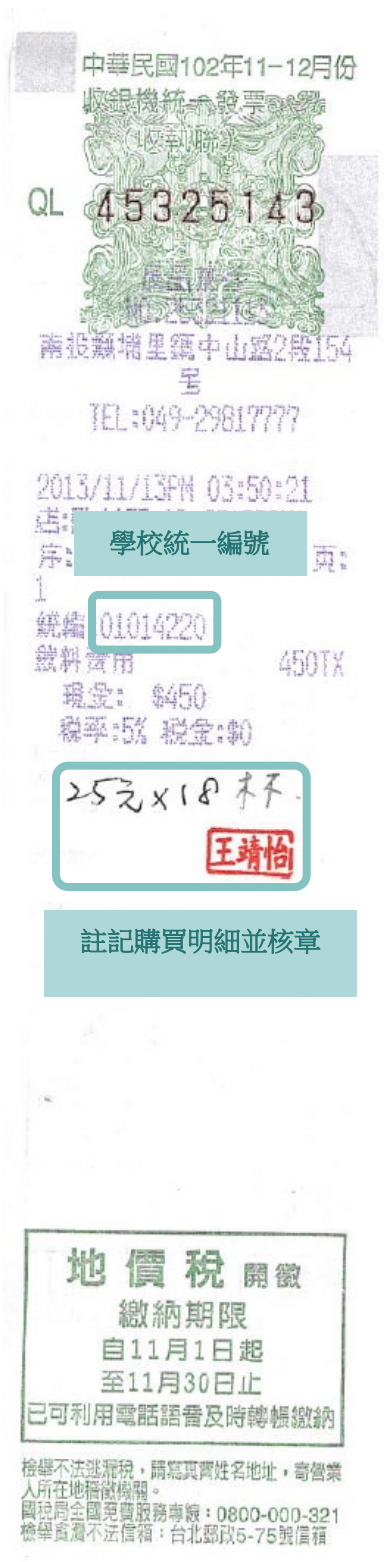 中華民國102年11-12月份
收銀機統一發票
(收執聯)
QL 45325143
南投縣埔里鎮中山路2段154
号
TEL:049-29817777
2013/11/13PM 03:50:21
店:
學校統一編號
序: 頁:
1
統編:01014220
飲料費用 450TX
現金: $450
稅率:5% 稅金:$0
25元×18杯.
王靖怡
註記購買明細並核章
地價稅 開徵
繳納期限
自11月1日起
至11月30日止
已可利用電話語音及時轉帳繳納
檢舉不法逃漏稅，請寫真實姓名地址，寄營業
人所在地稽徵機關。
國稅局全國免費服務專線：0800-000-321
檢舉貪瀆不法信箱：台北郵政5-75號信箱